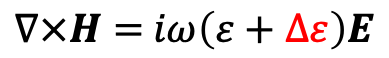 ∇×H = iω(ε + Δε)E